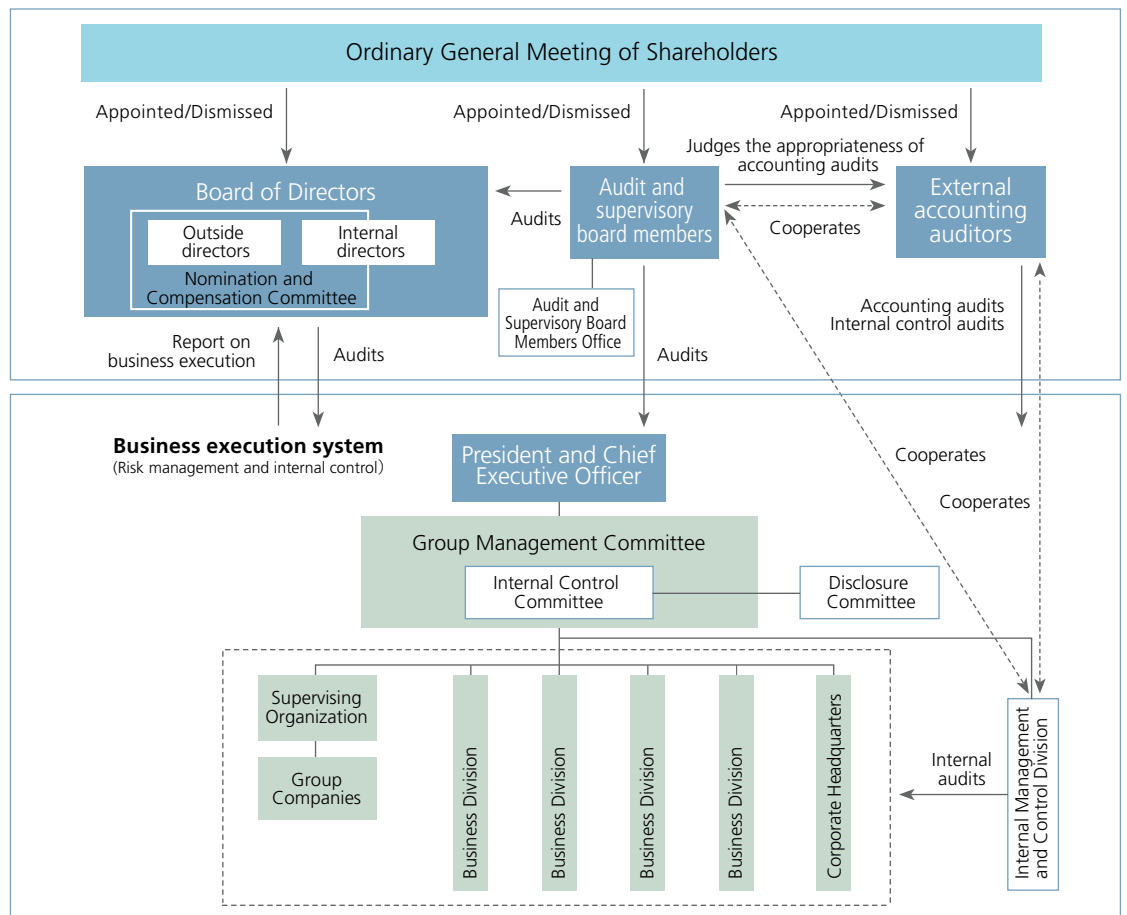 Ordinary General Meeting of Shareholders
Appointed/Dismissed
Appointed/Dismissed
Appointed/Dismissed
Judges the appropriateness of
accounting audits
Board of Directors
Outside
directors
Internal
directors
Nomination and
Compensation Committee
Audits
Audit and
supervisory
board members
Cooperates
External
accounting
auditors
Audit and
Supervisory Board
Members Office
Accounting audits
Internal control audits
Report on
business execution
Audits
Audits
Business execution system
(Risk management and internal control)
President and Chief
Executive Officer
Cooperates
Cooperates
Group Management Committee
Internal Control
Committee
Disclosure
Committee
Supervising
Organization
Group
Companies
Business Division
Business Division
Business Division
Business Division
Corporate Headquarters
Internal
audits
Internal Management
and Control Division